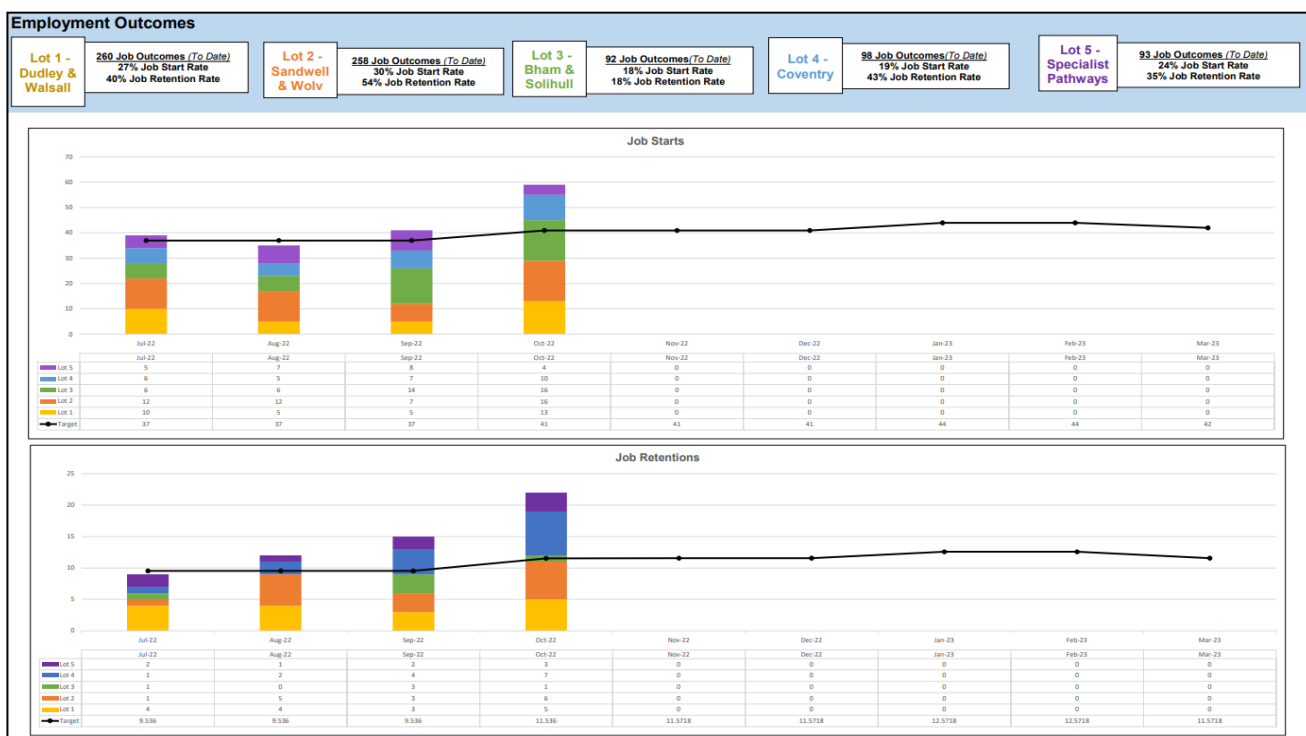 Employment Outcomes
Lot 1 -
Dudley &
Walsall
260 Job Outcomes (To Date)
27% Job Start Rate
40% Job Retention Rate
Lot 2 -
Sandwell
& Wolv
258 Job Outcomes (To Date)
30% Job Start Rate
54% Job Retention Rate
Lot 3 -
Bham &
Solihull
92 Job Outcomes(To Date)
18% Job Start Rate
18% Job Retention Rate
Lot 4 -
Coventry
98 Job Outcomes(To Date)
19% Job Start Rate
43% Job Retention Rate
Lot 5 -
Specialist
Pathways
93 Job Outcomes(To Date)
24% Job Start Rate
35% Job Retention Rate
Job Starts
70
60
50
40
30
20
10
0
Jul-22 Aug-22 Sep-22 Oct-22 Nov-22 Dec-22 Jan-23 Feb-23 Mar-23
Jul-22 Aug-22 Sep-22 Oct-22 Nov-22 Dec-22 Jan-23 Feb-23 Mar-23
Lot 5 5 7 8 4 0 0 0 0 0
Lot 4 6 5 7 10 0 0 0 0 0
Lot 3 6 6 14 16 0 0 0 0 0
Lot 2 12 12 7 16 0 0 0 0 0
Lot 1 10 5 5 13 0 0 0 0 0
Target 37 37 37 41 41 41 44 44 42
Job Retentions
25
20
15
10
5
0
Jul-22 Aug-22 Sep-22 Oct-22 Nov-22 Dec-22 Jan-23 Feb-23 Mar-23
Jul-22 Aug-22 Sep-22 Oct-22 Nov-22 Dec-22 Jan-23 Feb-23 Mar-23
Lot 5 2 1 2 3 0 0 0 0 0
Lot 4 1 2 4 7 0 0 0 0 0
Lot 3 1 0 3 1 0 0 0 0 0
Lot 2 1 5 3 6 0 0 0 0 0
Lot 1 4 4 3 5 0 0 0 0 0
Target 9.536 9.536 9.536 11.536 11.5718 11.5718 12.5718 12.5718 11.5718